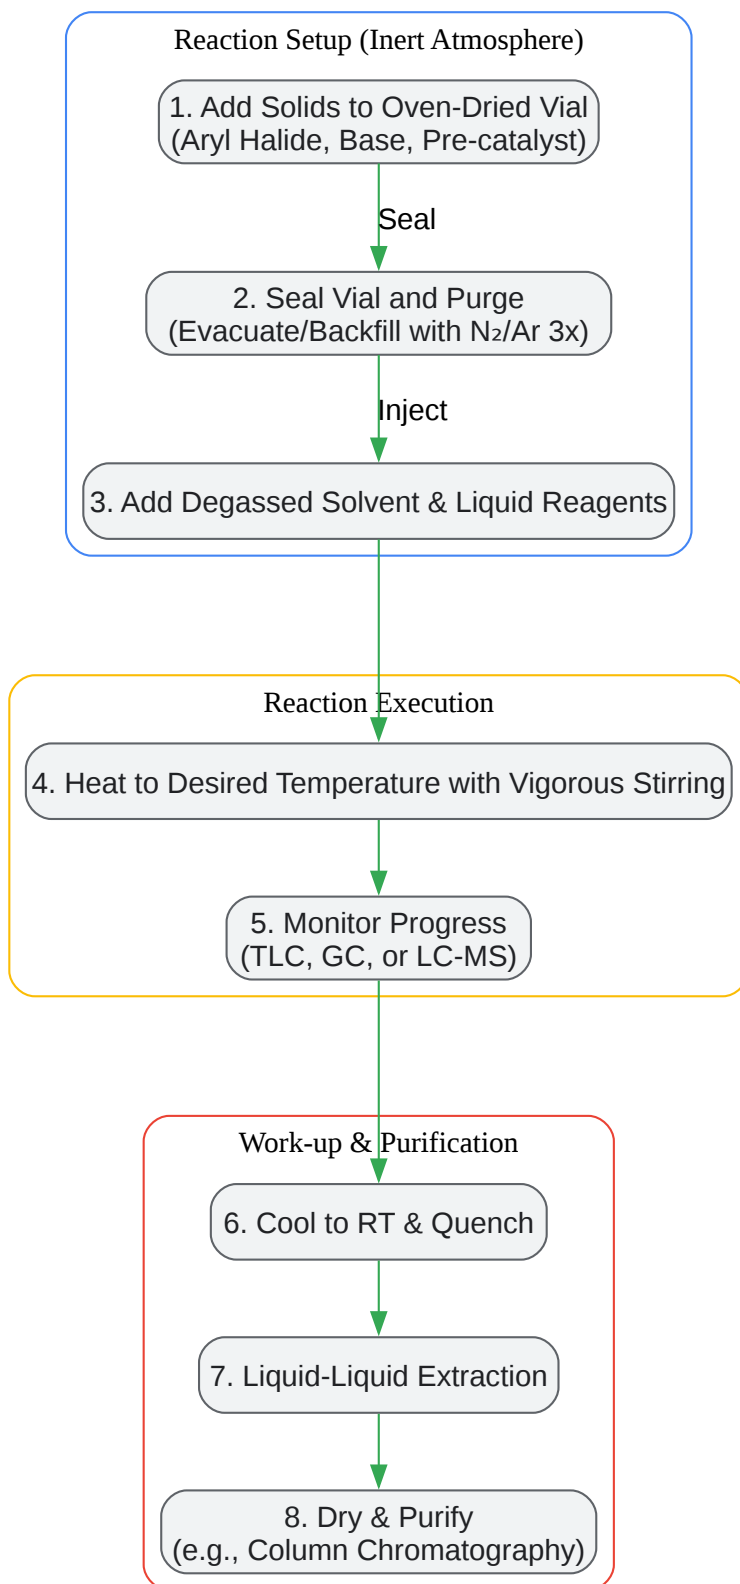 Reaction Setup (Inert Atmosphere)
1. Add Solids to Oven-Dried Vial
(Aryl Halide, Base, Pre-catalyst)
Seal
2. Seal Vial and Purge
(Evacuate/Backfill with N₂/Ar 3x)
Inject
3. Add Degassed Solvent & Liquid Reagents
Reaction Execution
4. Heat to Desired Temperature with Vigorous Stirring
5. Monitor Progress
(TLC, GC, or LC-MS)
Work-up & Purification
6. Cool to RT & Quench
7. Liquid-Liquid Extraction
8. Dry & Purify
(e.g., Column Chromatography)